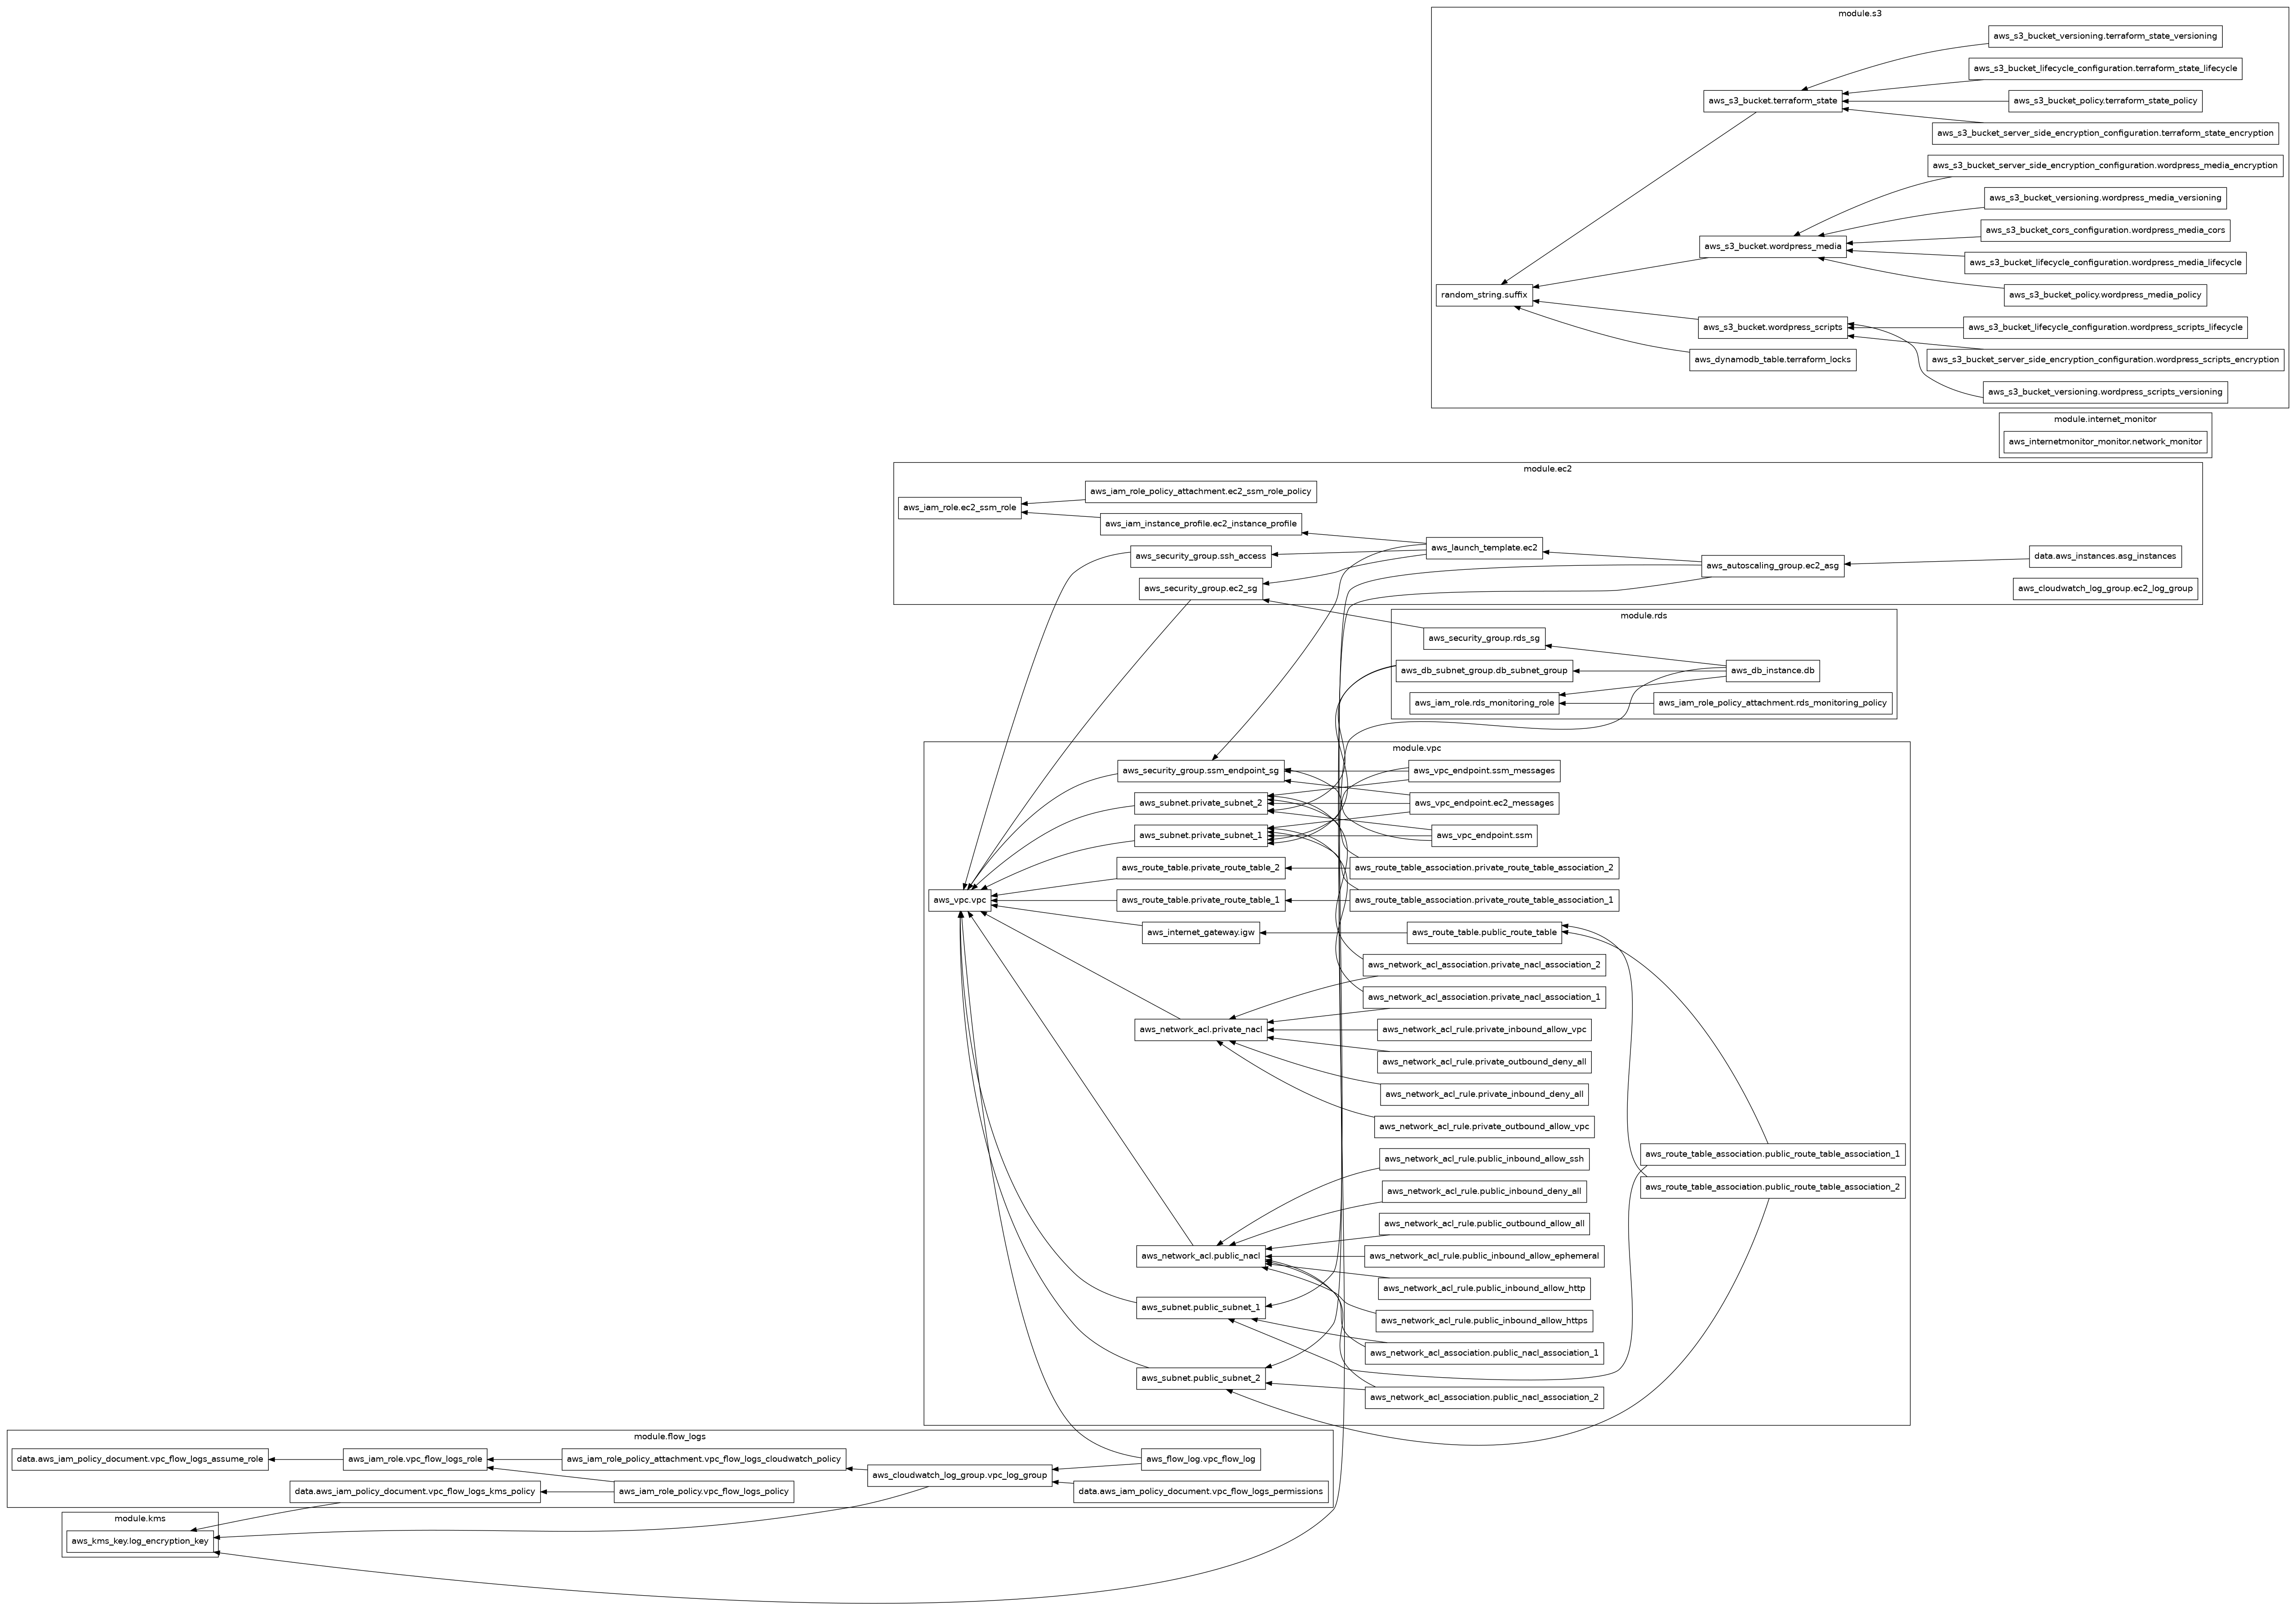 module.s3
aws_s3_bucket_versioning.terraform_state_versioning
aws_s3_bucket_lifecycle_configuration.terraform_state_lifecycle
aws_s3_bucket.terraform_state
aws_s3_bucket_policy.terraform_state_policy
aws_s3_bucket_server_side_encryption_configuration.terraform_state_encryption
aws_s3_bucket_server_side_encryption_configuration.wordpress_media_encryption
aws_s3_bucket_versioning.wordpress_media_versioning
aws_s3_bucket_cors_configuration.wordpress_media_cors
aws_s3_bucket.wordpress_media
aws_s3_bucket_lifecycle_configuration.wordpress_media_lifecycle
random_string.suffix
aws_s3_bucket_policy.wordpress_media_policy
aws_s3_bucket.wordpress_scripts
aws_s3_bucket_lifecycle_configuration.wordpress_scripts_lifecycle
aws_dynamodb_table.terraform_locks
aws_s3_bucket_server_side_encryption_configuration.wordpress_scripts_encryption
aws_s3_bucket_versioning.wordpress_scripts_versioning
module.internet_monitor
aws_internetmonitor_monitor.network_monitor
module.ec2
aws_iam_role_policy_attachment.ec2_ssm_role_policy
aws_iam_role.ec2_ssm_role
aws_iam_instance_profile.ec2_instance_profile
aws_security_group.ssh_access
aws_launch_template.ec2
data.aws_instances.asg_instances
aws_autoscaling_group.ec2_asg
aws_security_group.ec2_sg
aws_cloudwatch_log_group.ec2_log_group
module.rds
aws_security_group.rds_sg
aws_db_subnet_group.db_subnet_group
aws_db_instance.db
aws_iam_role.rds_monitoring_role
aws_iam_role_policy_attachment.rds_monitoring_policy
module.vpc
aws_security_group.ssm_endpoint_sg
aws_vpc_endpoint.ssm_messages
aws_subnet.private_subnet_2
aws_vpc_endpoint.ec2_messages
aws_subnet.private_subnet_1
aws_vpc_endpoint.ssm
aws_route_table.private_route_table_2
aws_route_table_association.private_route_table_association_2
aws_vpc.vpc
aws_route_table.private_route_table_1
aws_route_table_association.private_route_table_association_1
aws_internet_gateway.igw
aws_route_table.public_route_table
aws_network_acl_association.private_nacl_association_2
aws_network_acl_association.private_nacl_association_1
aws_network_acl.private_nacl
aws_network_acl_rule.private_inbound_allow_vpc
aws_network_acl_rule.private_outbound_deny_all
aws_network_acl_rule.private_inbound_deny_all
aws_network_acl_rule.private_outbound_allow_vpc
aws_network_acl_rule.public_inbound_allow_ssh
aws_route_table_association.public_route_table_association_1
aws_network_acl_rule.public_inbound_deny_all
aws_route_table_association.public_route_table_association_2
aws_network_acl_rule.public_outbound_allow_all
aws_network_acl.public_nacl
aws_network_acl_rule.public_inbound_allow_ephemeral
aws_network_acl_rule.public_inbound_allow_http
aws_subnet.public_subnet_1
aws_network_acl_rule.public_inbound_allow_https
aws_network_acl_association.public_nacl_association_1
aws_subnet.public_subnet_2
aws_network_acl_association.public_nacl_association_2
module.flow_logs
data.aws_iam_policy_document.vpc_flow_logs_assume_role
aws_iam_role.vpc_flow_logs_role
aws_iam_role_policy_attachment.vpc_flow_logs_cloudwatch_policy
aws_flow_log.vpc_flow_log
aws_cloudwatch_log_group.vpc_log_group
data.aws_iam_policy_document.vpc_flow_logs_kms_policy
aws_iam_role_policy.vpc_flow_logs_policy
data.aws_iam_policy_document.vpc_flow_logs_permissions
module.kms
aws_kms_key.log_encryption_key